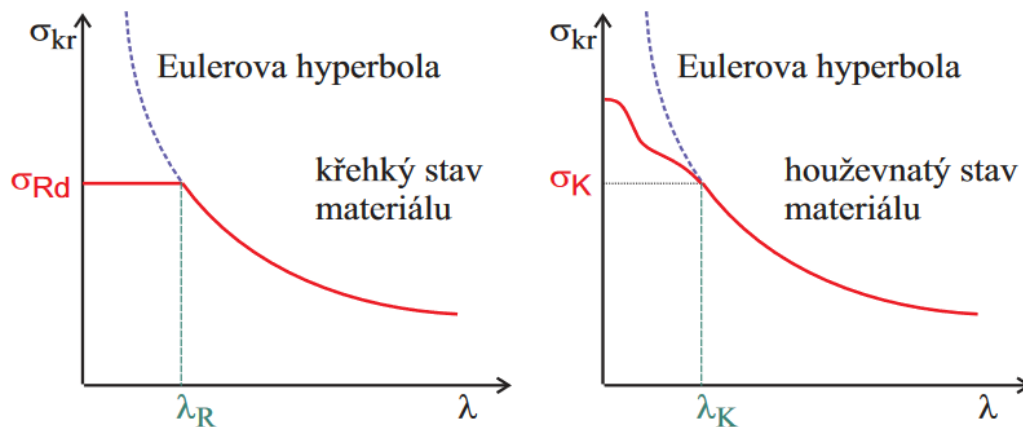 σkr
Eulerova hyperbola
křehký stav
materiálu
σRd
λR
λ
σkr
Eulerova hyperbola
houževnatý stav
materiálu
σK
λK
λ